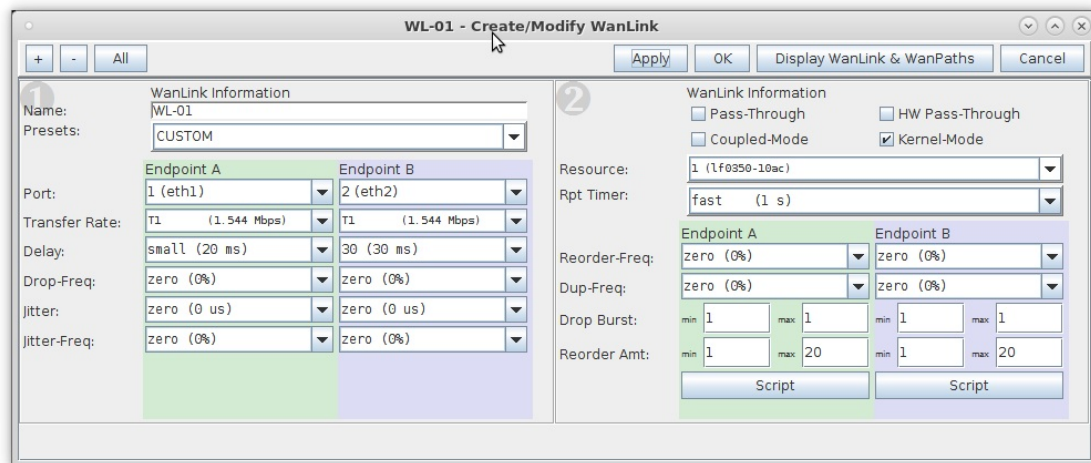 WL-01 - Create/Modify WanLink
+ - All Apply OK Display WanLink & WanPaths Cancel
1
WanLink Information
Name: WL-01
Presets: CUSTOM
Endpoint A Endpoint B
Port: 1 (eth1) 2 (eth2)
Transfer Rate: T1 (1.544 Mbps) T1 (1.544 Mbps)
Delay: small (20 ms) 30 (30 ms)
Drop-Freq: zero (0%) zero (0%)
Jitter: zero (0 us) zero (0 us)
Jitter-Freq: zero (0%) zero (0%)
2
WanLink Information
Pass-Through HW Pass-Through
Coupled-Mode Kernel-Mode
Resource: 1 (lf0350-10ac)
Rpt Timer: fast (1 s)
Endpoint A Endpoint B
Reorder-Freq: zero (0%) zero (0%)
Dup-Freq: zero (0%) zero (0%)
Drop Burst: min 1 max 1 min 1 max 1
Reorder Amt: min 1 max 20 min 1 max 20
Script Script